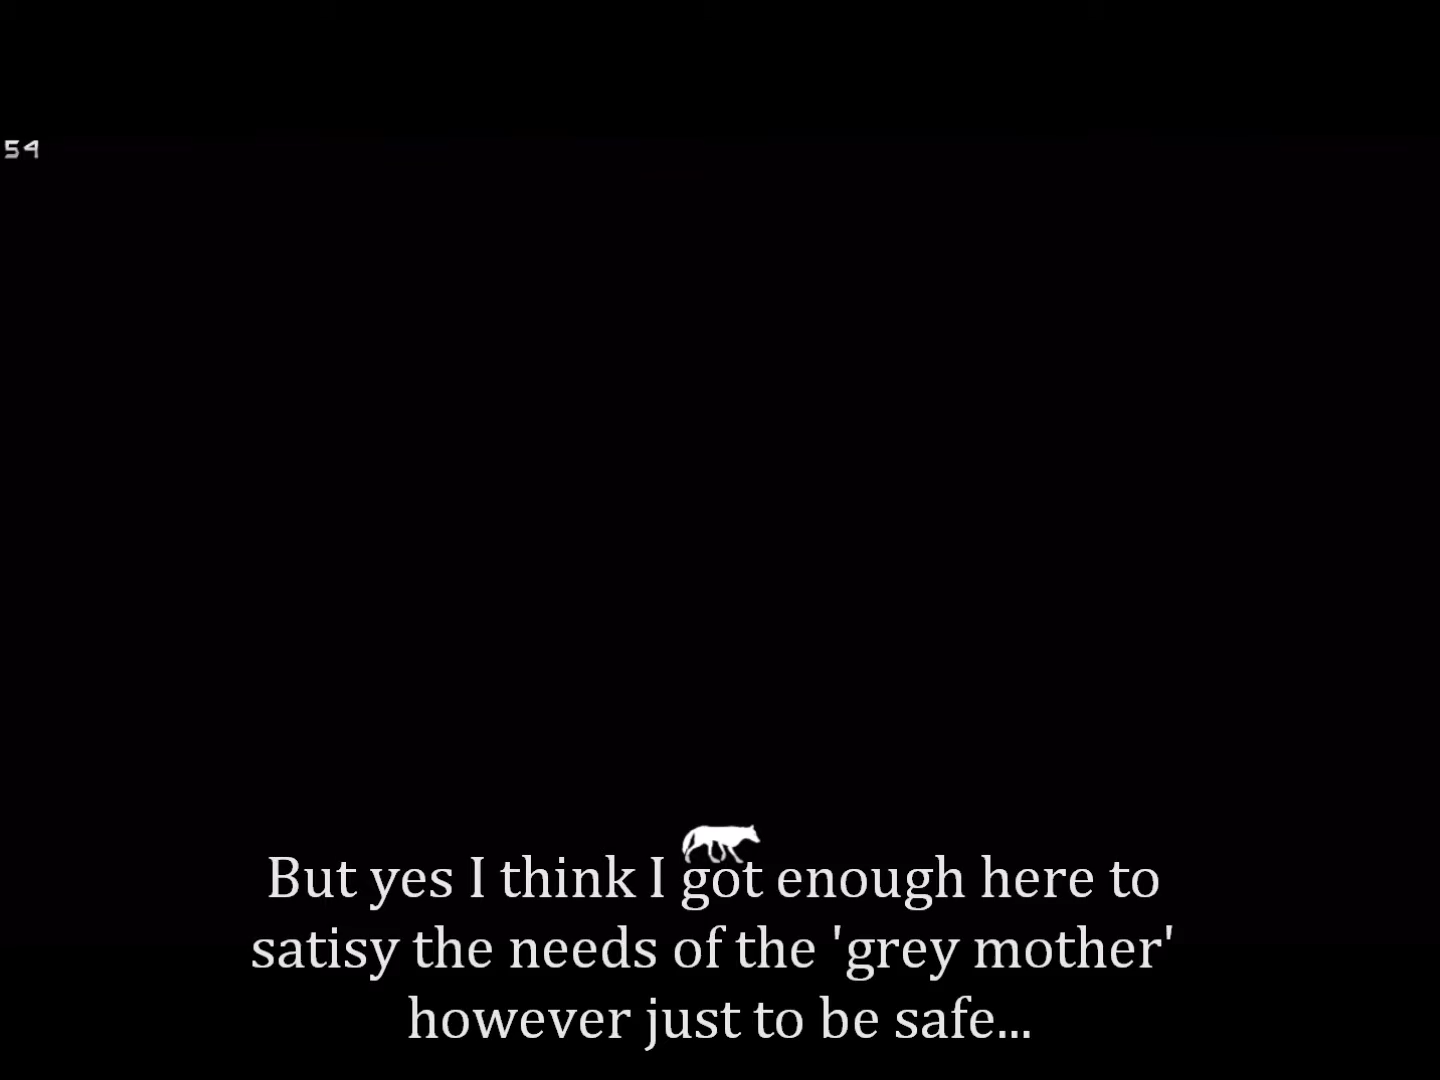 54
But yes I think I got enough here to
satisy the needs of the 'grey mother'
however just to be safe...